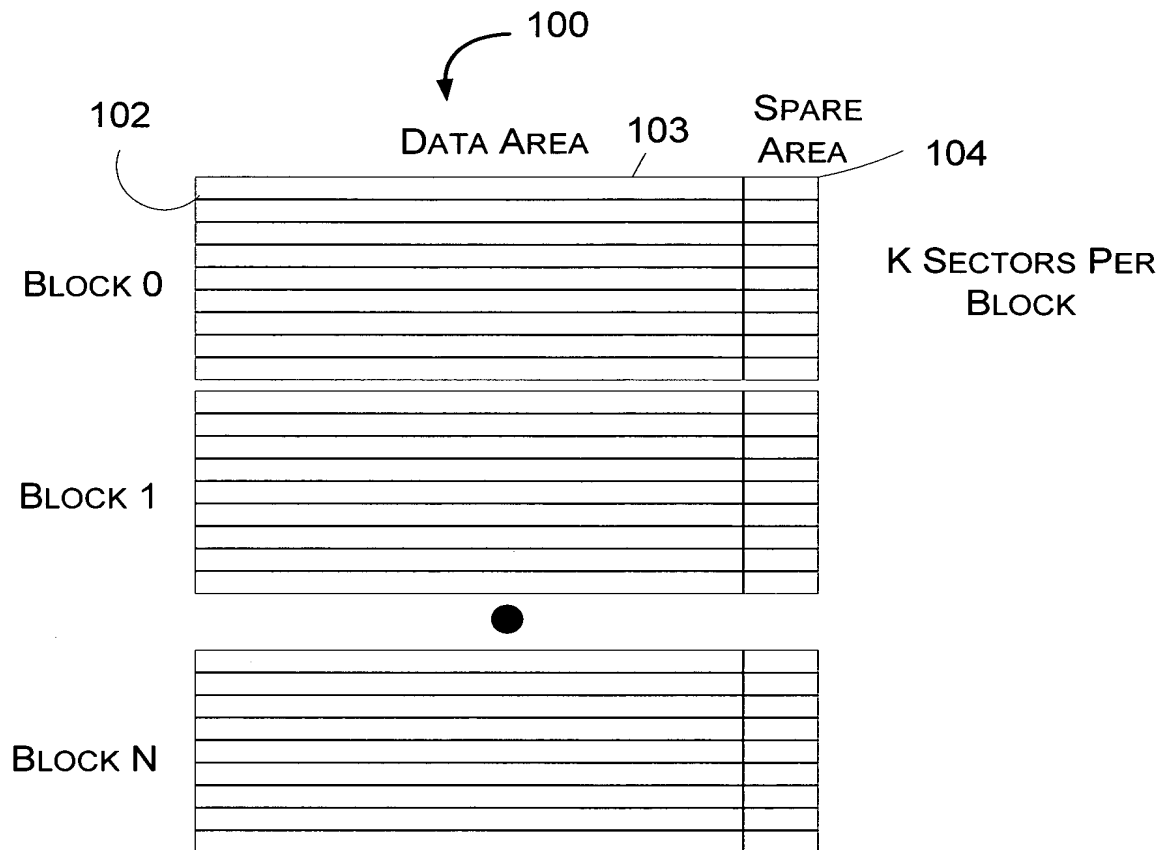 100
102
DATA AREA
103
SPARE
AREA
104
BLOCK 0
K SECTORS PER
BLOCK
BLOCK 1
BLOCK N